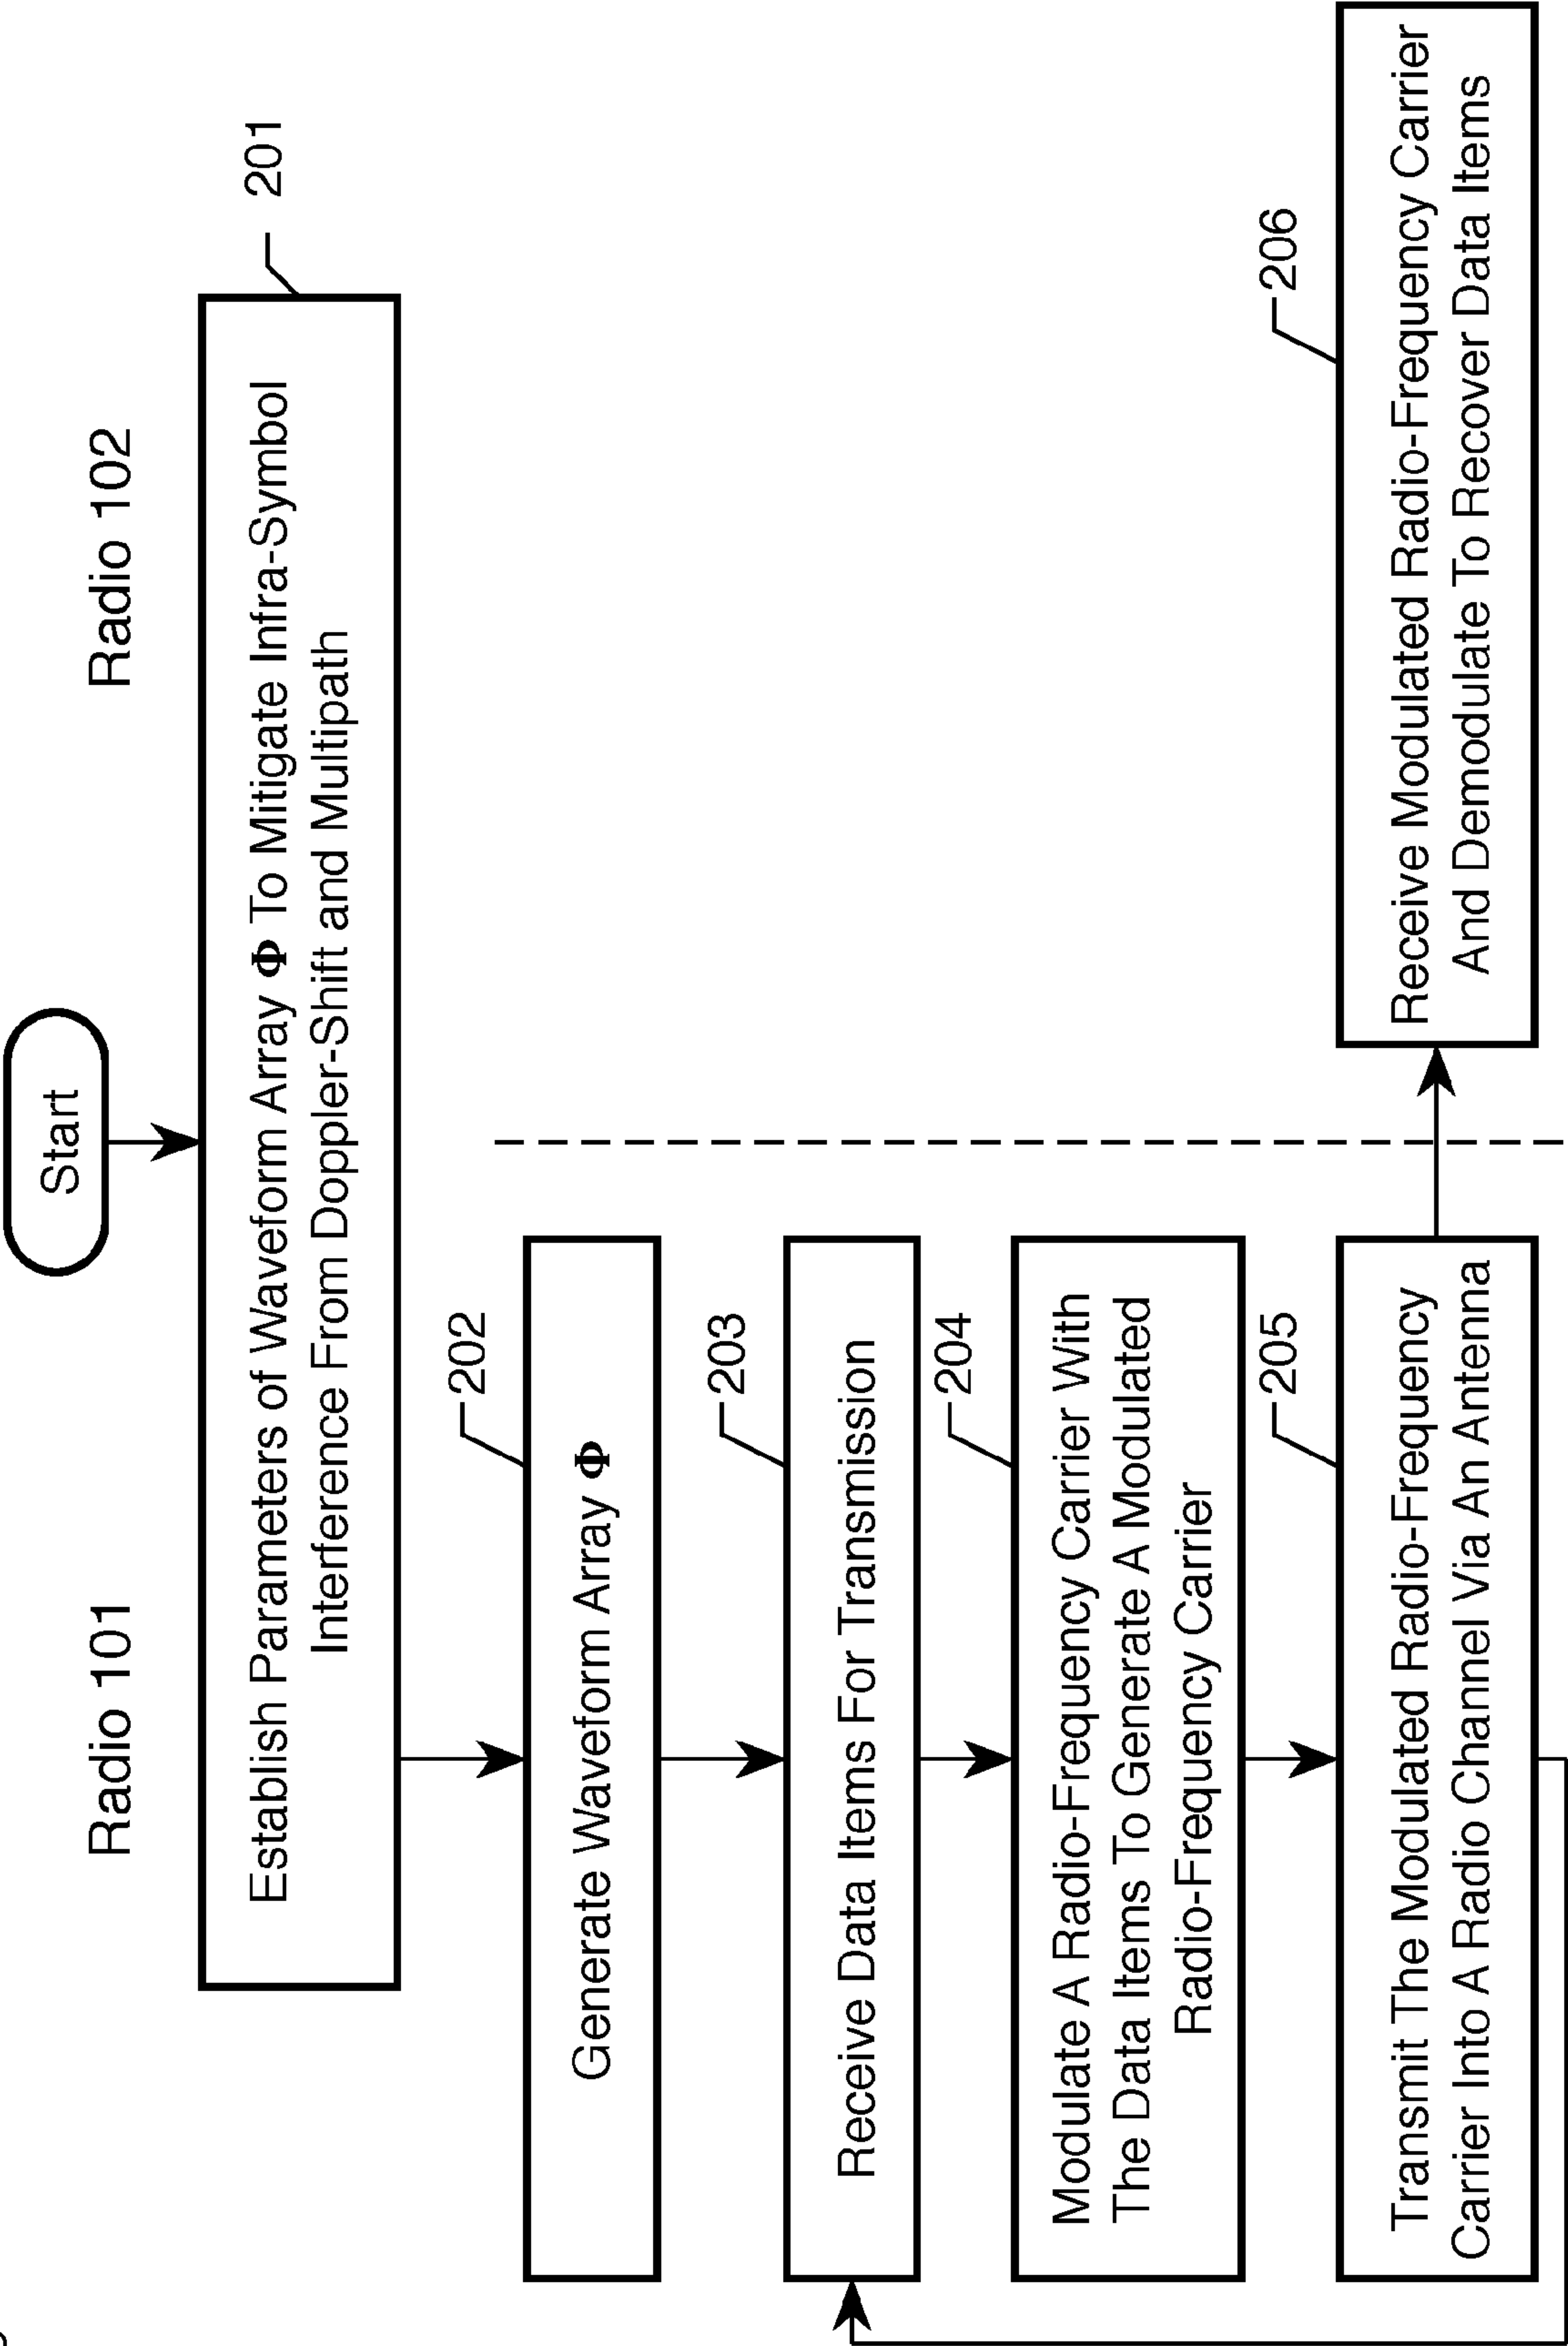 Start
Radio 101
Radio 102
201
Establish Parameters of Waveform Array Φ To Mitigate Infra-Symbol
Interference From Doppler-Shift and Multipath
202
Generate Waveform Array Φ
203
Receive Data Items For Transmission
204
Modulate A Radio-Frequency Carrier With
The Data Items To Generate A Modulated
Radio-Frequency Carrier
205
Transmit The Modulated Radio-Frequency
Carrier Into A Radio Channel Via An Antenna
206
Receive Modulated Radio-Frequency Carrier
And Demodulate To Recover Data Items